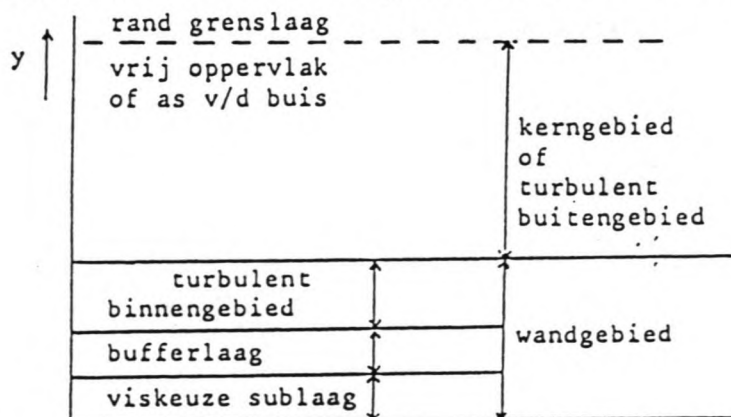 rand grenslaag
y
vrij oppervlak
of as v/d buis
kerngebied
of
turbulent
buitengebied
turbulent
binnengebied
bufferlaag
wandgebied
viskeuze sublaag